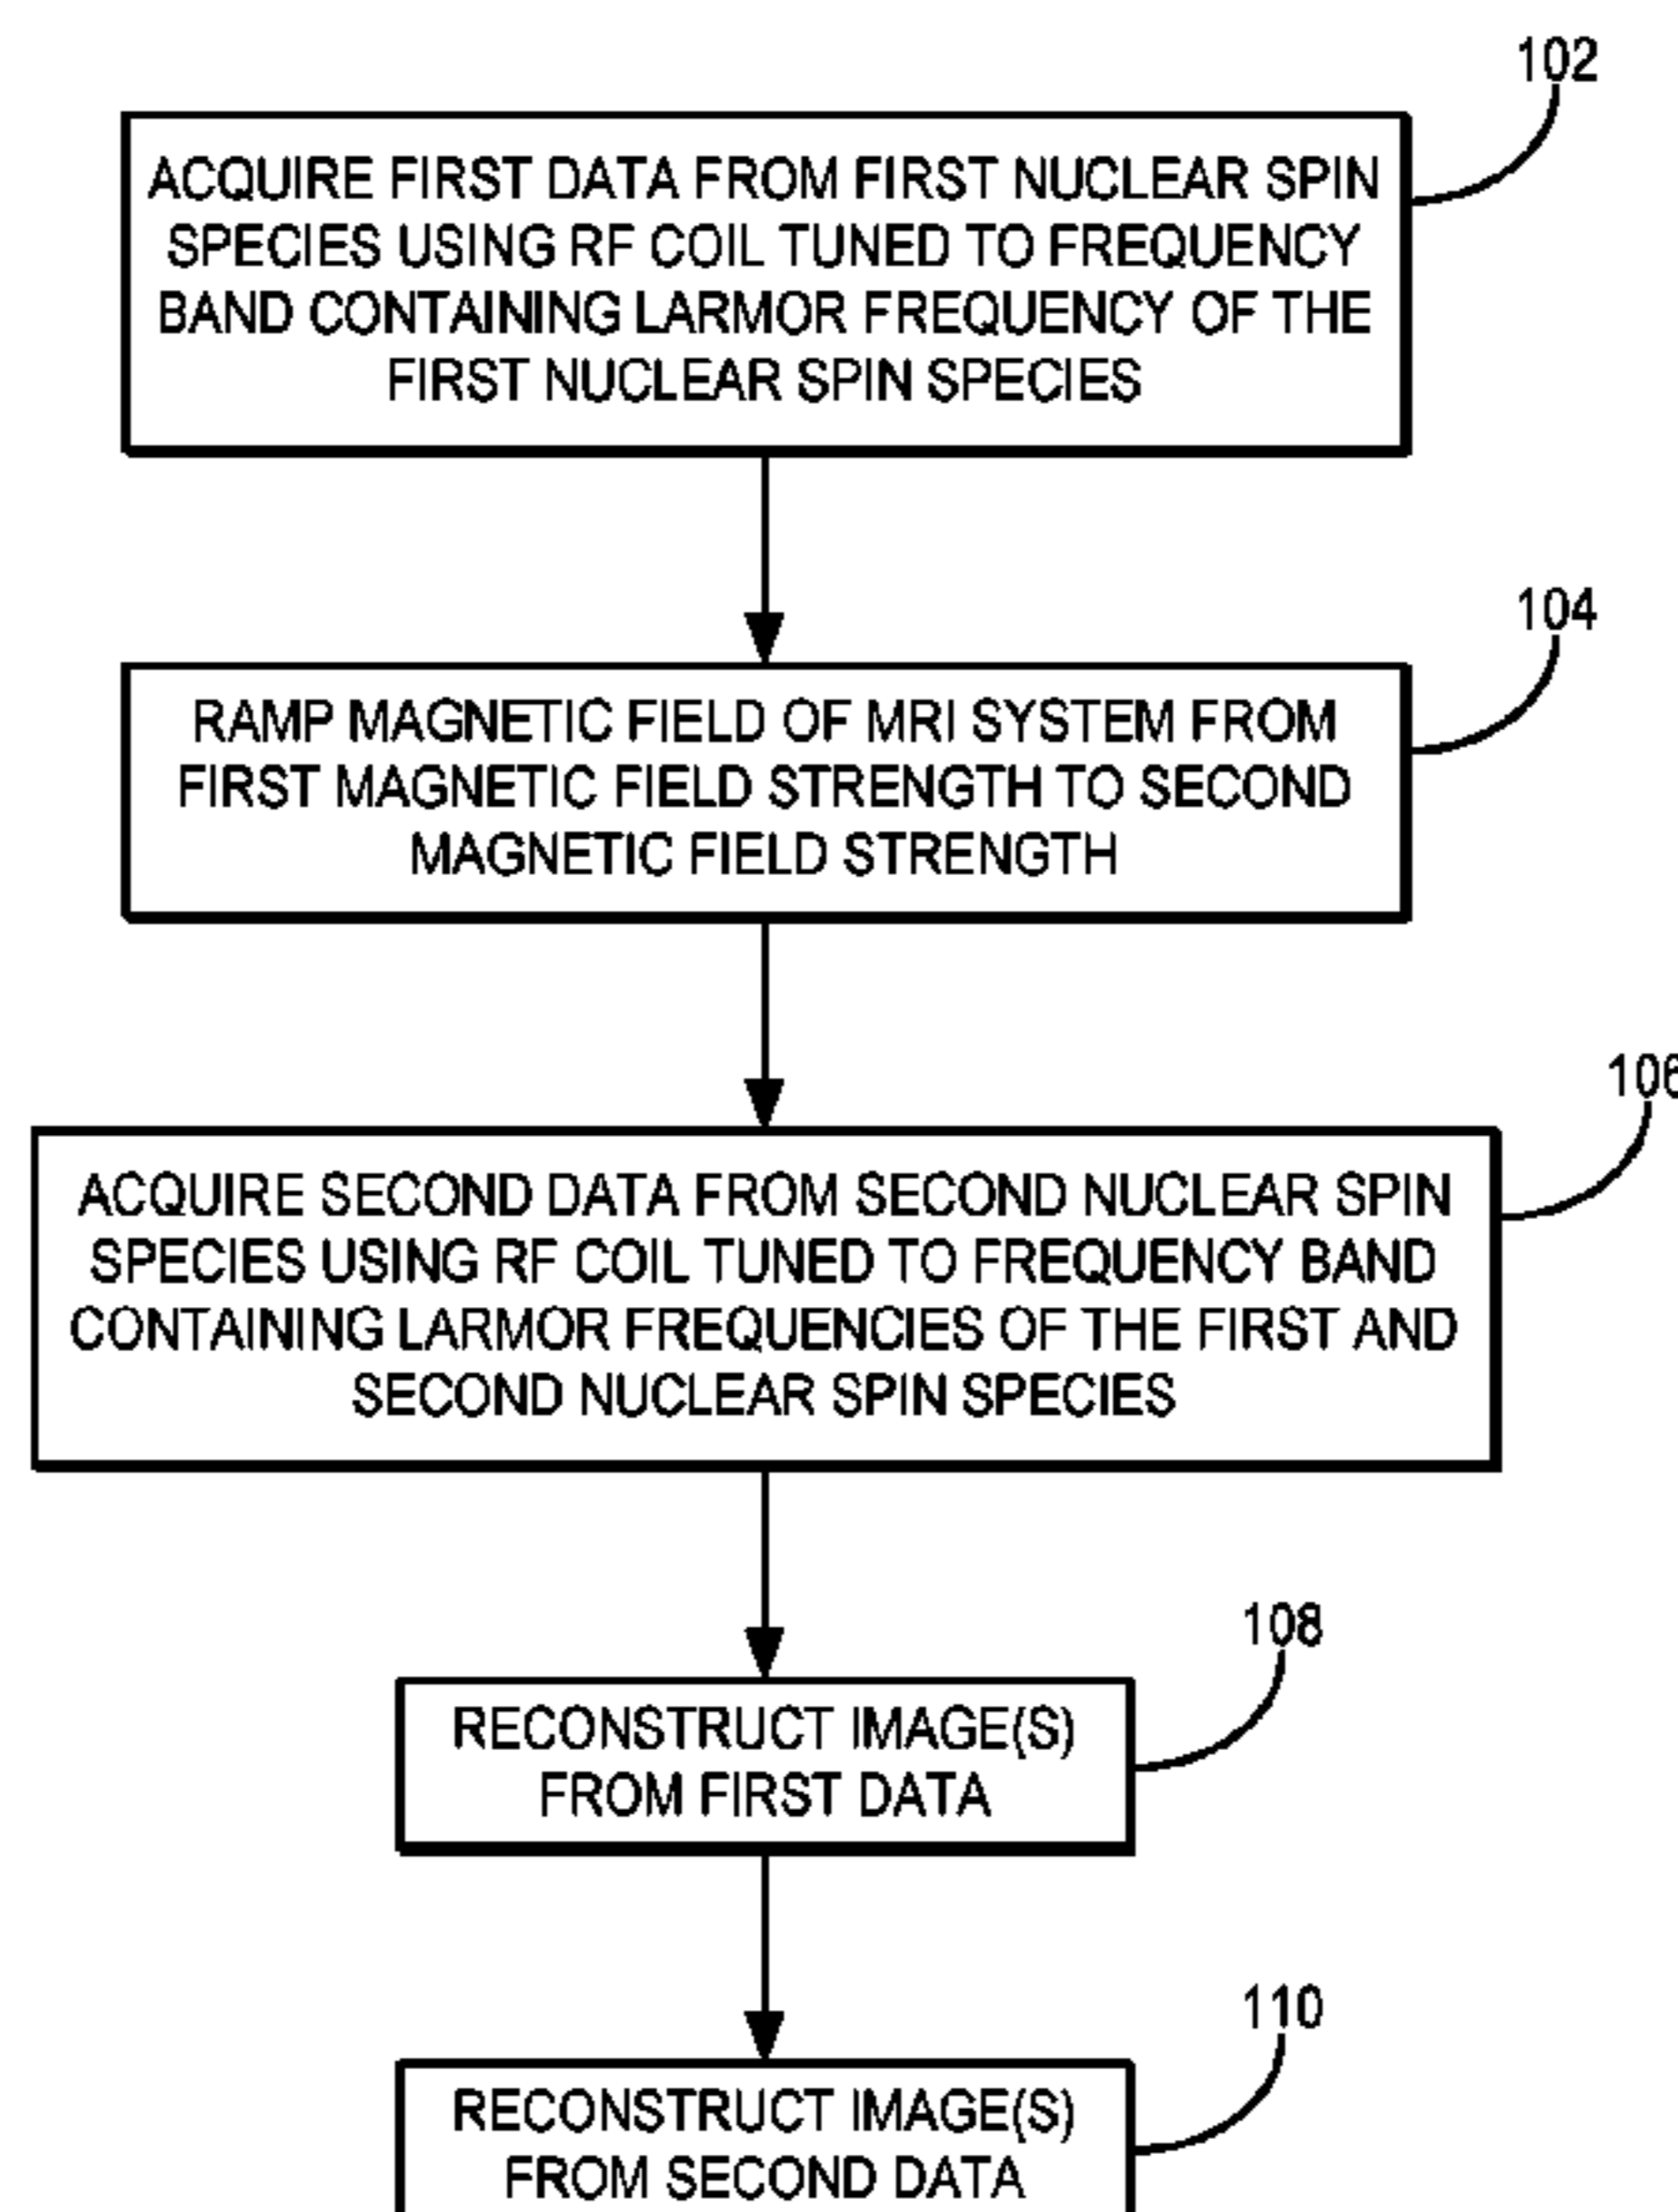 102
ACQUIRE FIRST DATA FROM FIRST NUCLEAR SPIN
SPECIES USING RF COIL TUNED TO FREQUENCY
BAND CONTAINING LARMOR FREQUENCY OF THE
FIRST NUCLEAR SPIN SPECIES
104
RAMP MAGNETIC FIELD OF MRI SYSTEM FROM
FIRST MAGNETIC FIELD STRENGTH TO SECOND
MAGNETIC FIELD STRENGTH
106
ACQUIRE SECOND DATA FROM SECOND NUCLEAR SPIN
SPECIES USING RF COIL TUNED TO FREQUENCY BAND
CONTAINING LARMOR FREQUENCIES OF THE FIRST AND
SECOND NUCLEAR SPIN SPECIES
108
RECONSTRUCT IMAGE(S)
FROM FIRST DATA
110
RECONSTRUCT IMAGE(S)
FROM SECOND DATA